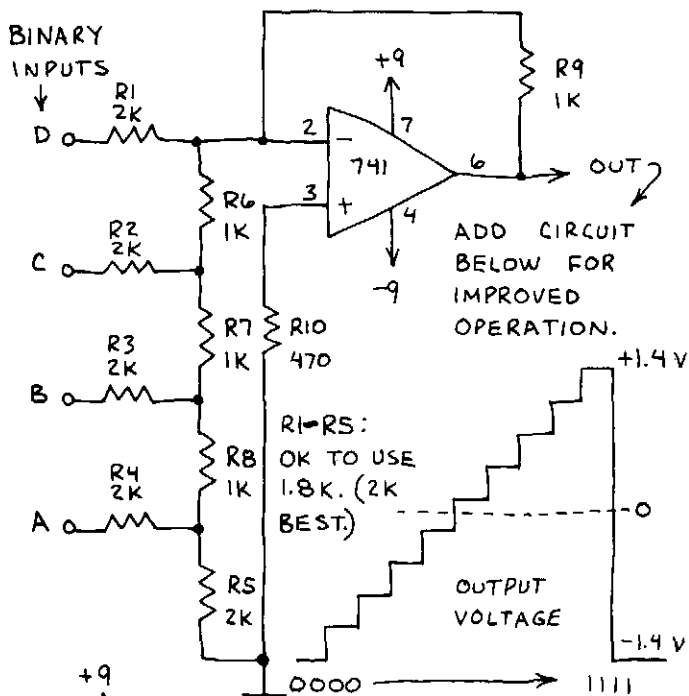 BINARY
INPUTS
R1
2K
D
R2
2K
C
R3
2K
B
R4
2K
A
R5
2K
R6
1K
R7
1K
R8
1K
R9
1K
R10
470
2
-
3
+
741
+9
7
6
4
-9
OUT
ADD CIRCUIT
BELOW FOR
IMPROVED
OPERATION.
R1-R5:
OK TO USE
1.8K. (2K
BEST.)
+1.4 V
0
OUTPUT
VOLTAGE
-1.4 V
0000
1111
+9